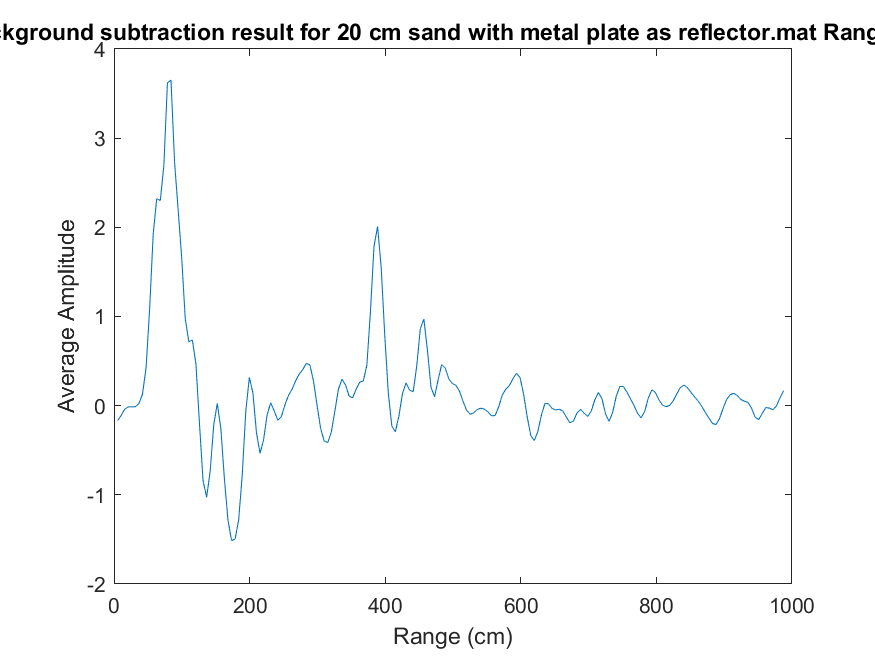 ckground subtraction result for 20 cm sand with metal plate as reflector.mat Rang
4
3
2
1
0
-1
-2
Average Amplitude
0 200 400 600 800 1000
Range (cm)